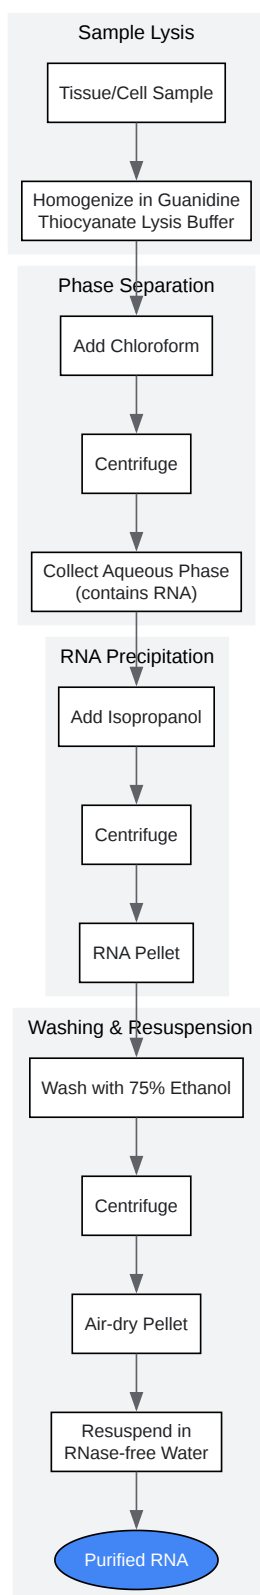 Sample Lysis
Tissue/Cell Sample
Homogenize in Guanidine
Thiocyanate Lysis Buffer
Phase Separation
Add Chloroform
Centrifuge
Collect Aqueous Phase
(contains RNA)
RNA Precipitation
Add Isopropanol
Centrifuge
RNA Pellet
Washing & Resuspension
Wash with 75% Ethanol
Centrifuge
Air-dry Pellet
Resuspend in
RNase-free Water
Purified RNA